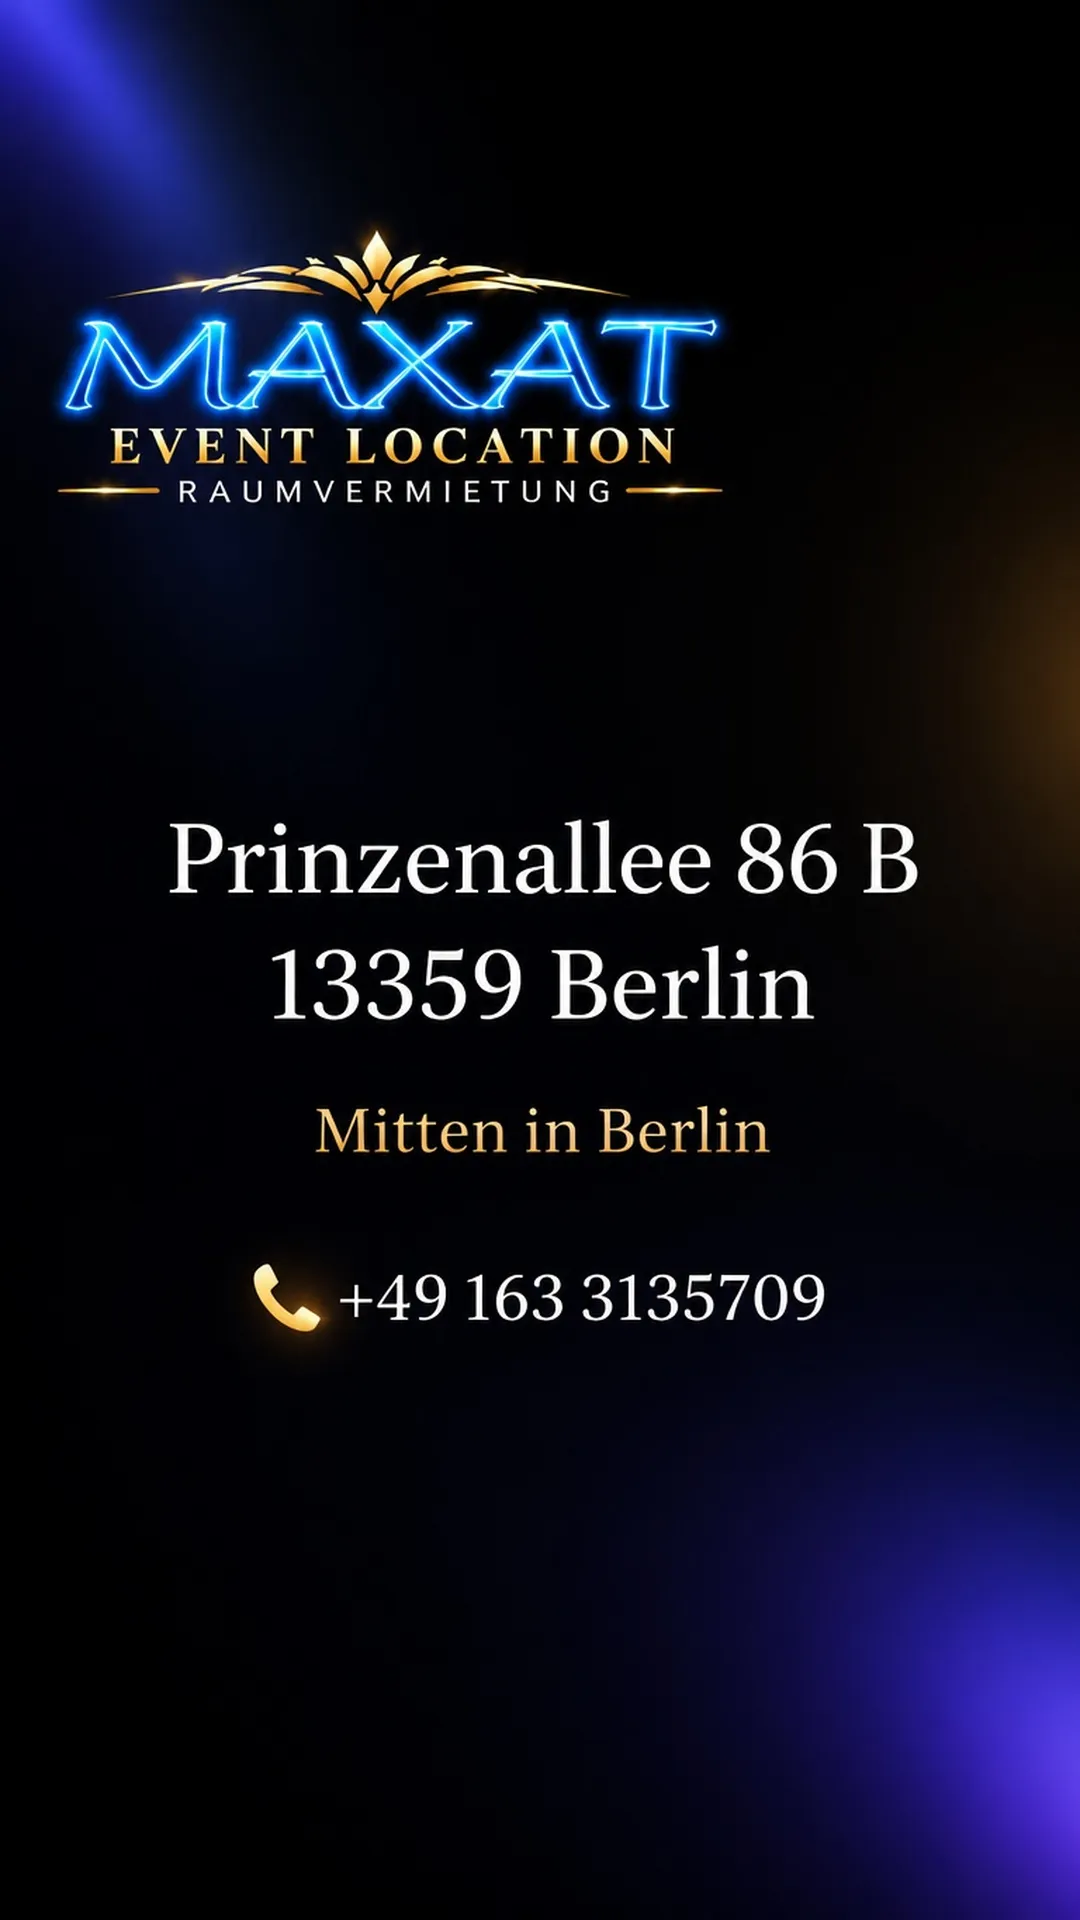 MAXAT
EVENT LOCATION
RAUMVERMIETUNG
Prinzenallee 86 B
13359 Berlin
Mitten in Berlin
+49 163 3135709